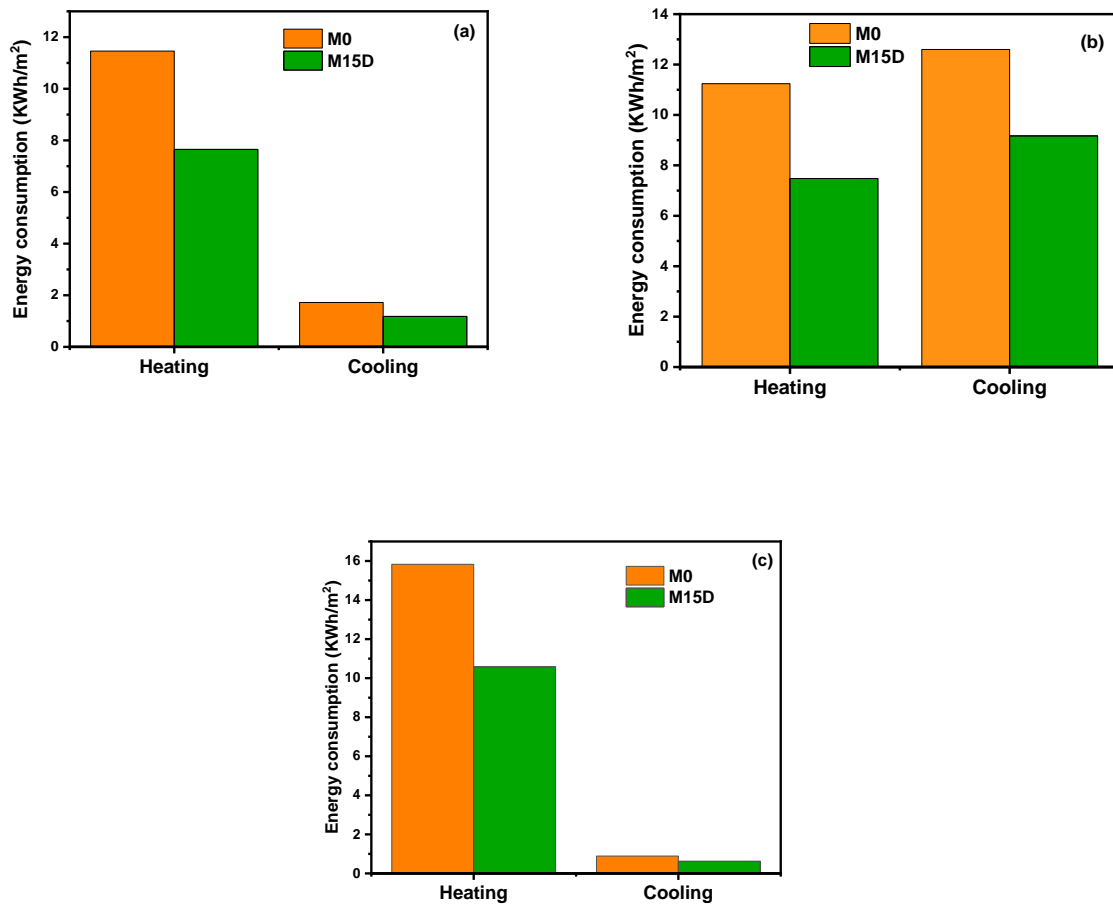 (a)
M0
M15D
Energy consumption (KWh/m²)
12
10
8
6
4
2
0
Heating Cooling
(b)
M0
M15D
Energy consumption (KWh/m²)
14
12
10
8
6
4
2
0
Heating Cooling
(c)
M0
M15D
Energy consumption (KWh/m²)
16
14
12
10
8
6
4
2
0
Heating Cooling